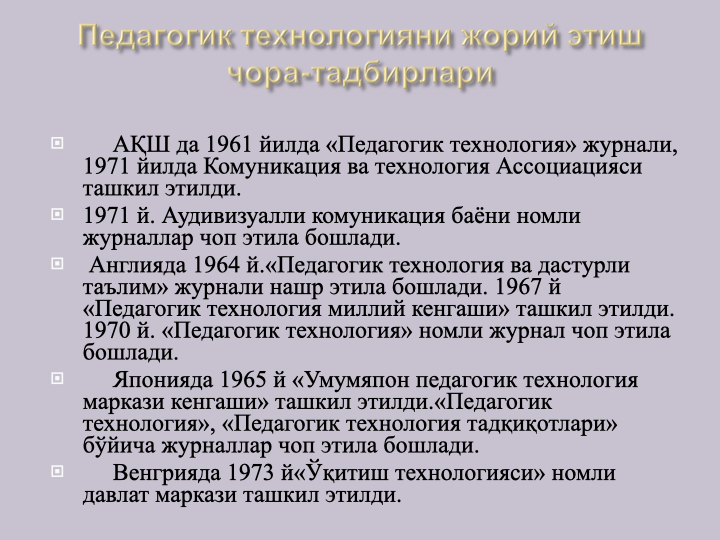 Педагогик технологияни жорий этиш
чора-тадбирлари
АҚШ да 1961 йилда «Педагогик технология» журнали,
1971 йилда Комуникация ва технология Ассоциацияси
ташкил этилди.
1971 й. Аудивизуалли комуникация баёни номли
журналлар чоп этила бошлади.
Англияда 1964 й.«Педагогик технология ва дастурли
таълим» журнали нашр этила бошлади. 1967 й
«Педагогик технология миллий кенгаши» ташкил этилди.
1970 й. «Педагогик технология» номли журнал чоп этила
бошлади.
Японияда 1965 й «Умумяпон педагогик технология
маркази кенгаши» ташкил этилди.«Педагогик
технология», «Педагогик технология тадқиқотлари»
бўйича журналлар чоп этила бошлади.
Венгрияда 1973 й«Ўқитиш технологияси» номли
давлат маркази ташкил этилди.